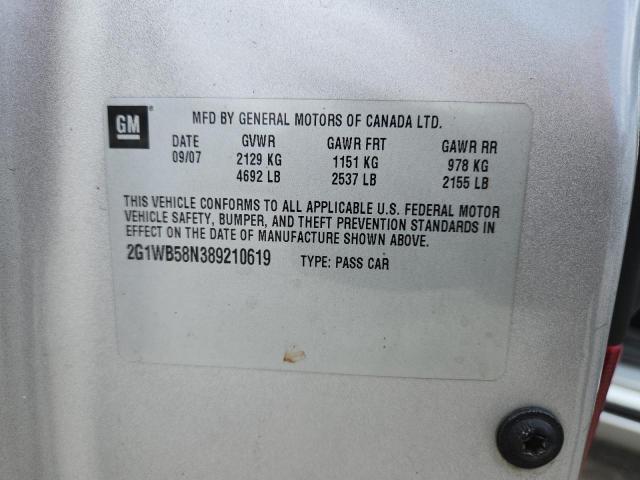 GM
MFD BY GENERAL MOTORS OF CANADA LTD.
DATE GVWR GAWR FRT GAWR RR
09/07 2129 KG 1151 KG 978 KG
4692 LB 2537 LB 2155 LB
THIS VEHICLE CONFORMS TO ALL APPLICABLE U.S. FEDERAL MOTOR
VEHICLE SAFETY, BUMPER, AND THEFT PREVENTION STANDARDS IN
EFFECT ON THE DATE OF MANUFACTURE SHOWN ABOVE.
2G1WB58N389210619 TYPE: PASS CAR